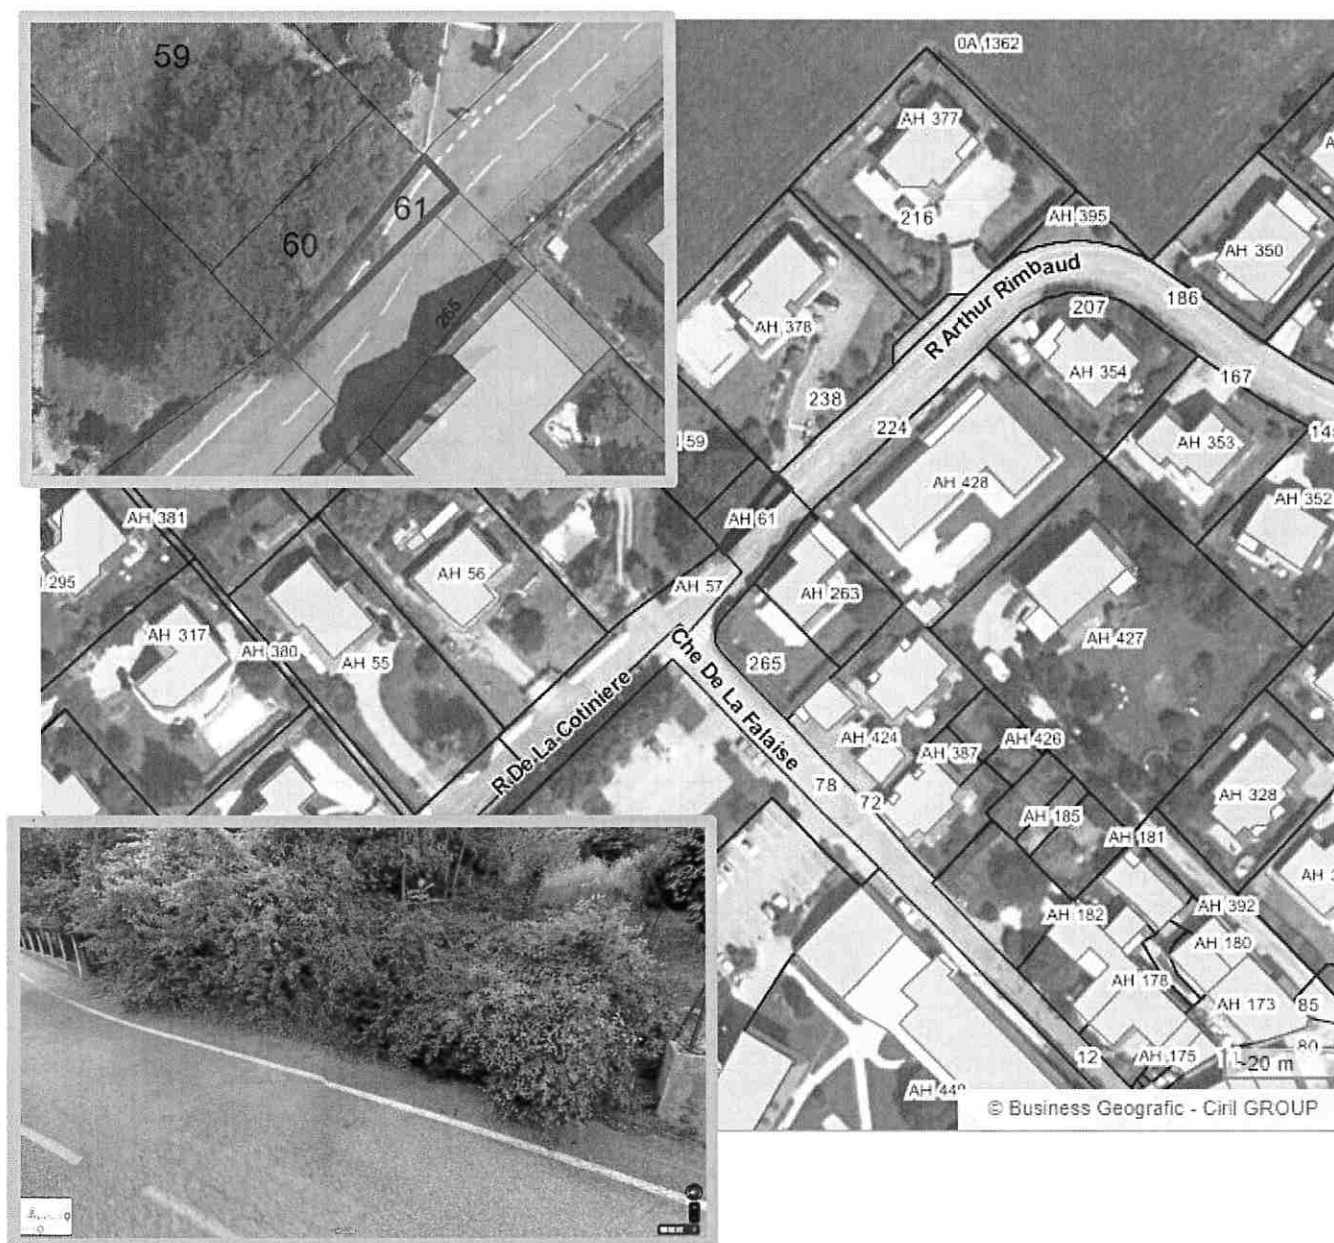 59
61
60
265
0A 1362
AH 377
216
AH 395
AH 350
R Arthur Rimbaud
186
207
AH 378
AH 354
167
238
224
AH 353
59
AH 428
AH 352
AH 381
AH 61
AH 56
AH 57
AH 263
295
AH 317
AH 380
AH 55
AH 427
265
Che De La Falaise
R De La Cotiniere
AH 424
AH 387
AH 426
78
72
AH 185
AH 328
AH 181
AH 182
AH 392
AH 180
AH 178
AH 173
85
80
12
AH 175
~20 m
© Business Geografic - Ciril GROUP